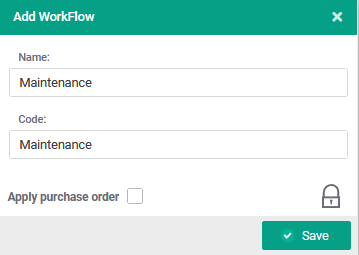 Add WorkFlow
Name:
Maintenance
Code:
Maintenance
Apply purchase order
Save